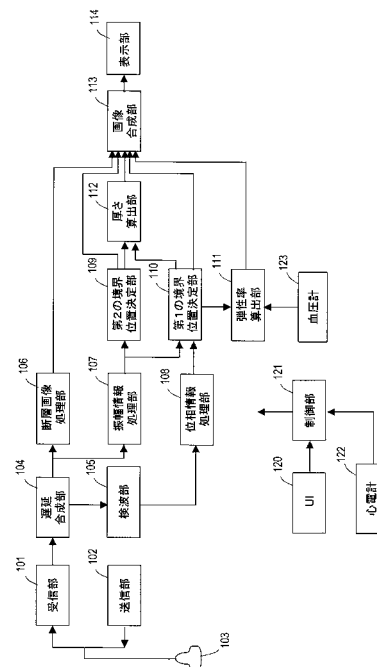 101
受信部
102
送信部
103
104
遅延
合成部
105
検波部
106
断層画像
処理部
107
振幅情報
処理部
108
位相情報
処理部
109
第2の境界
位置決定部
110
第1の境界
位置決定部
111
弾性率
算出部
112
厚さ
算出部
113
画像
合成部
114
表示部
120
UI
121
制御部
122
心電計
123
血圧計